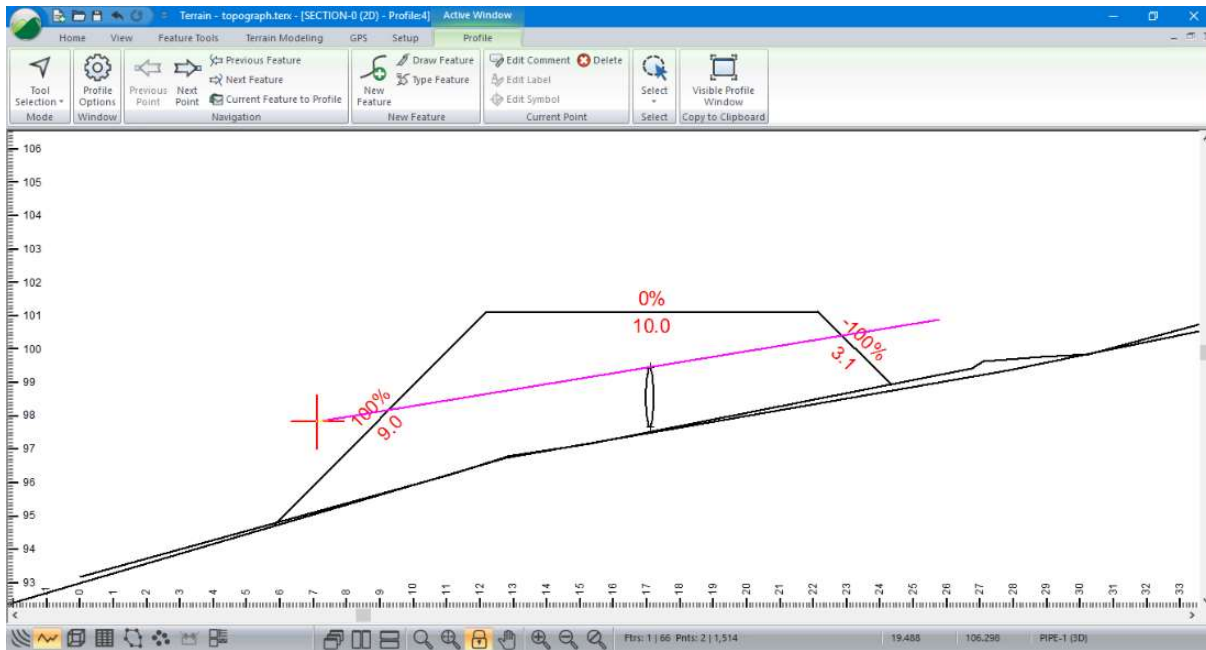 Terrain - topograph.terx - [SECTION-0 (2D) - Profile:4] Active Window
Home View Feature Tools Terrain Modeling GPS Setup Profile
Tool Selection
Mode
Profile Options
Window
Previous Point
Next Point
Previous Feature
Next Feature
Current Feature to Profile
Navigation
New Feature
Draw Feature
Type Feature
New Feature
Edit Comment
Delete
Edit Label
Edit Symbol
Current Point
Select
Select
Visible Profile Window
Copy to Clipboard
106
105
104
103
102
101
100
99
98
97
96
95
94
93
0%
10.0
100%
9.0
-100%
3.1
-1 0 1 2 3 4 5 6 7 8 9 10 11 12 13 14 15 16 17 18 19 20 21 22 23 24 25 26 27 28 29 30 31 32 33
Ftrs: 1 | 66 Pnts: 2 | 1,514 19.488 106.298 PIPE-1 (3D)